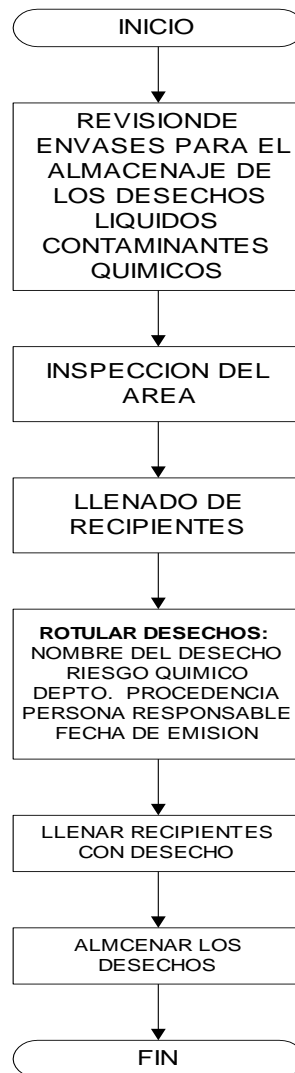 INICIO
REVISIONDE
ENVASES PARA EL
ALMACENAJE DE
LOS DESECHOS
LIQUIDOS
CONTAMINANTES
QUIMICOS
INSPECCION DEL
AREA
LLENADO DE
RECIPIENTES
ROTULAR DESECHOS:
NOMBRE DEL DESECHO
RIESGO QUIMICO
DEPTO. PROCEDENCIA
PERSONA RESPONSABLE
FECHA DE EMISION
LLENAR RECIPIENTES
CON DESECHO
ALMCENAR LOS
DESECHOS
FIN